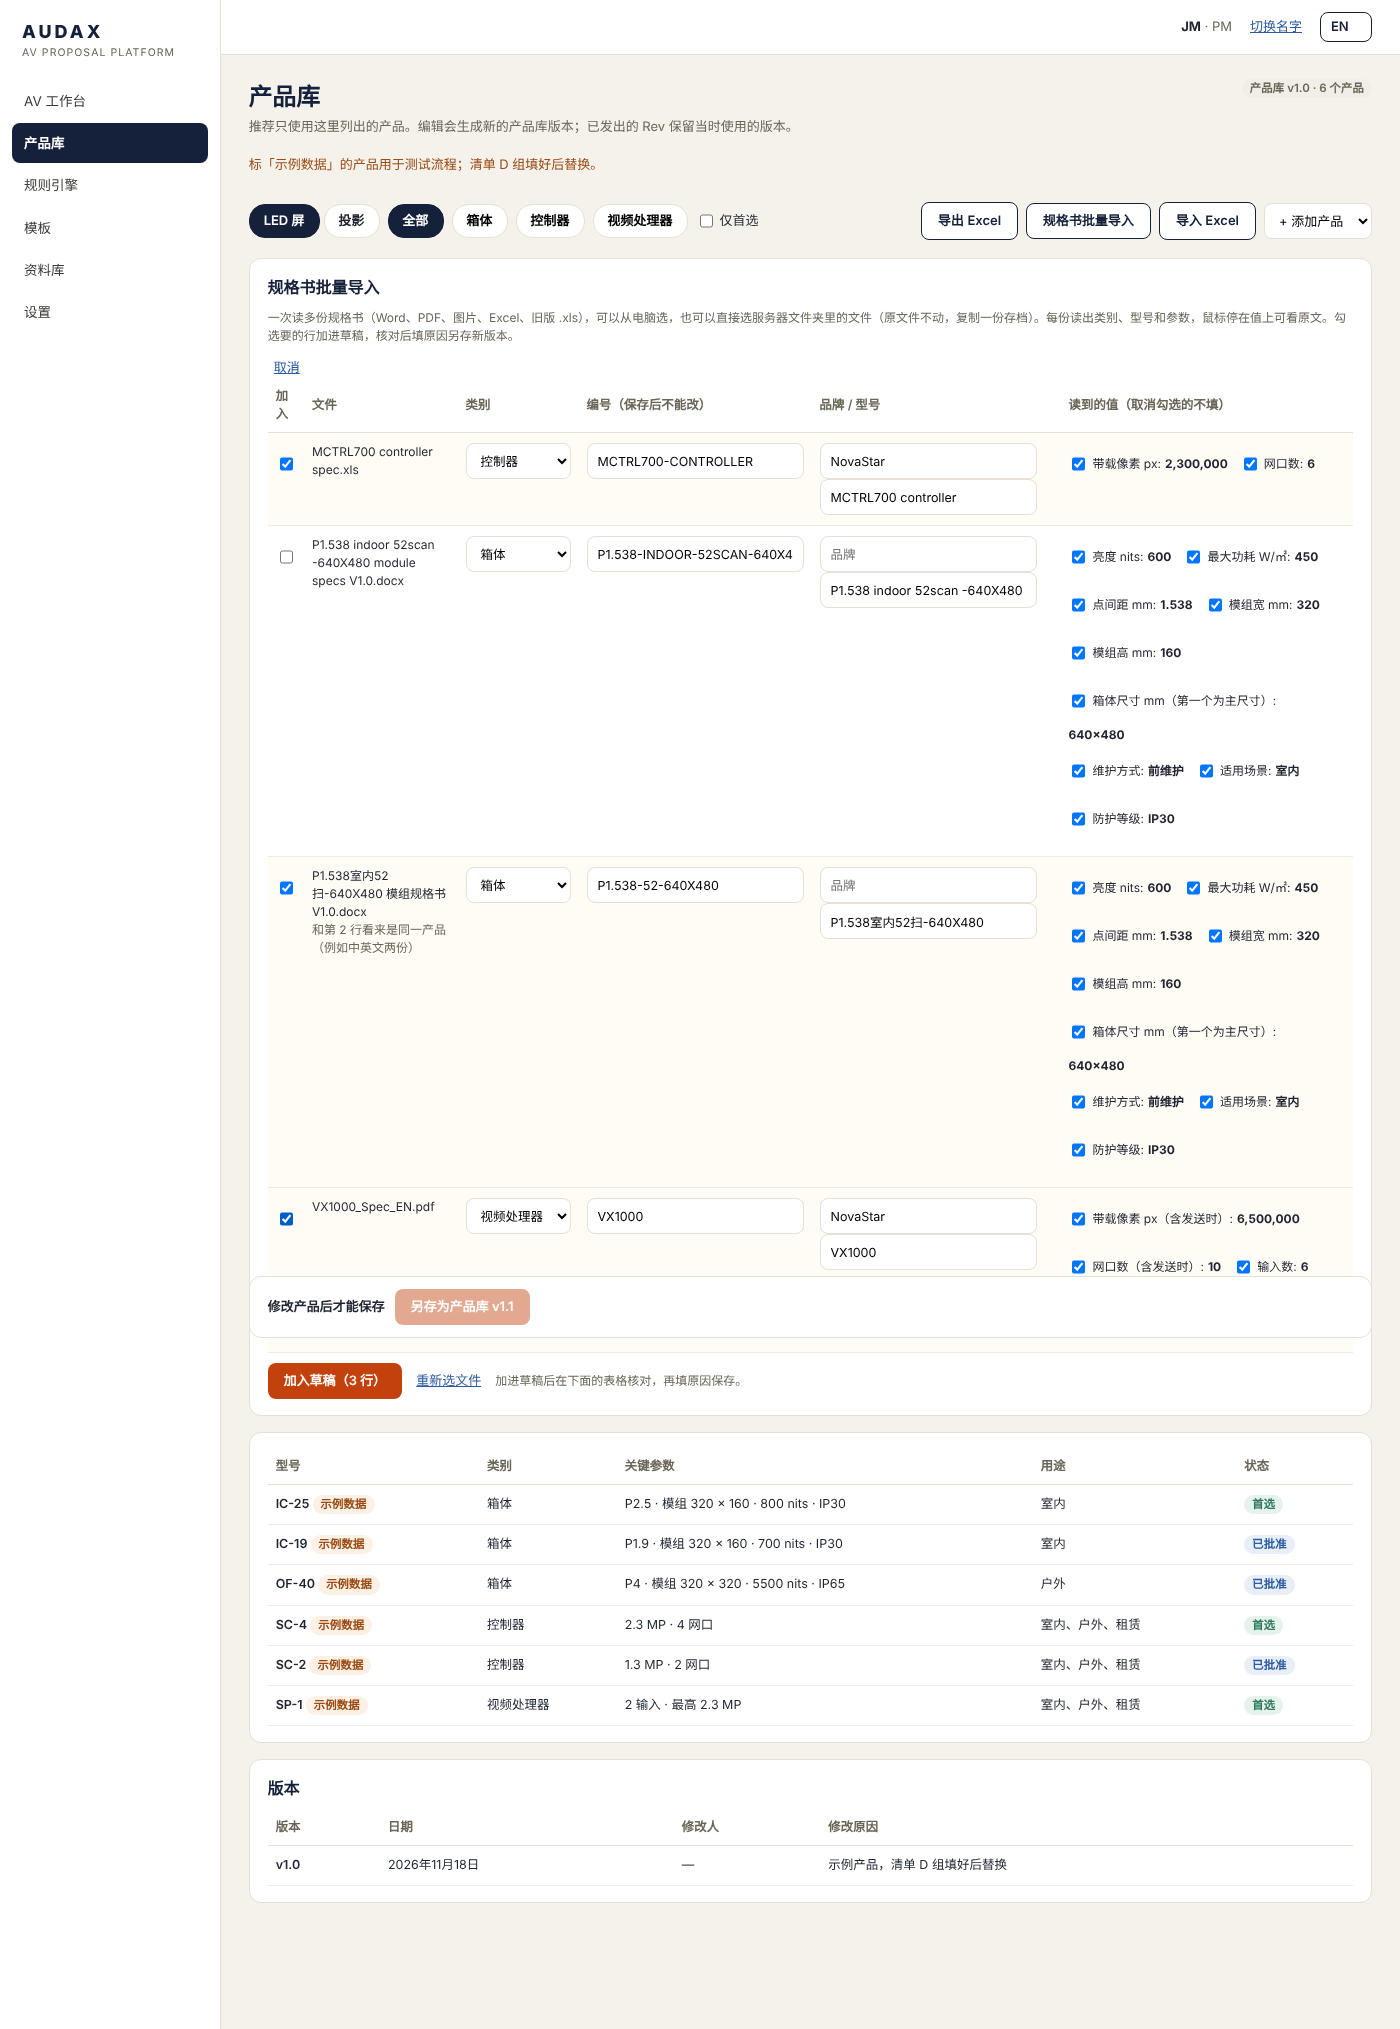 AUDAX
AV PROPOSAL PLATFORM
AV 工作台
产品库
规则引擎
模板
资料库
设置
JM · PM 切换名字 EN
产品库
产品库 v1.0 · 6 个产品
推荐只使用这里列出的产品。编辑会生成新的产品库版本；已发出的 Rev 保留当时使用的版本。
标「示例数据」的产品用于测试流程；清单 D 组填好后替换。
LED 屏 投影 全部 箱体 控制器 视频处理器 仅首选 导出 Excel 规格书批量导入 导入 Excel + 添加产品
规格书批量导入
一次读多份规格书（Word、PDF、图片、Excel、旧版 .xls），可以从电脑选，也可以直接选服务器文件夹里的文件（原文件不动，复制一份存档）。每份读出类别、型号和参数，鼠标停在值上可看原文。勾
选要的行加进草稿，核对后填原因另存新版本。
取消
加入 文件 类别 编号（保存后不能改） 品牌 / 型号 读到的值（取消勾选的不填）
MCTRL700 controller
spec.xls
控制器
MCTRL700-CONTROLLER
NovaStar
MCTRL700 controller
带载像素 px: 2,300,000 网口数: 6
P1.538 indoor 52scan
-640X480 module
specs V1.0.docx
箱体
P1.538-INDOOR-52SCAN-640X4
品牌
P1.538 indoor 52scan -640X480
亮度 nits: 600 最大功耗 W/㎡: 450
点间距 mm: 1.538 模组宽 mm: 320
模组高 mm: 160
箱体尺寸 mm（第一个为主尺寸）:
640×480
维护方式: 前维护 适用场景: 室内
防护等级: IP30
P1.538室内52
扫-640X480 模组规格书
V1.0.docx
和第 2 行看来是同一产品
（例如中英文两份）
箱体
P1.538-52-640X480
品牌
P1.538室内52扫-640X480
亮度 nits: 600 最大功耗 W/㎡: 450
点间距 mm: 1.538 模组宽 mm: 320
模组高 mm: 160
箱体尺寸 mm（第一个为主尺寸）:
640×480
维护方式: 前维护 适用场景: 室内
防护等级: IP30
VX1000_Spec_EN.pdf
视频处理器
VX1000
NovaStar
VX1000
带载像素 px（含发送时）: 6,500,000
网口数（含发送时）: 10 输入数: 6
修改产品后才能保存 另存为产品库 v1.1
加入草稿（3 行） 重新选文件 加进草稿后在下面的表格核对，再填原因保存。
型号 类别 关键参数 用途 状态
IC-25 示例数据 箱体 P2.5 · 模组 320 × 160 · 800 nits · IP30 室内 首选
IC-19 示例数据 箱体 P1.9 · 模组 320 × 160 · 700 nits · IP30 室内 已批准
OF-40 示例数据 箱体 P4 · 模组 320 × 320 · 5500 nits · IP65 户外 已批准
SC-4 示例数据 控制器 2.3 MP · 4 网口 室内、户外、租赁 首选
SC-2 示例数据 控制器 1.3 MP · 2 网口 室内、户外、租赁 已批准
SP-1 示例数据 视频处理器 2 输入 · 最高 2.3 MP 室内、户外、租赁 首选
版本
版本 日期 修改人 修改原因
v1.0 2026年11月18日 — 示例产品，清单 D 组填好后替换